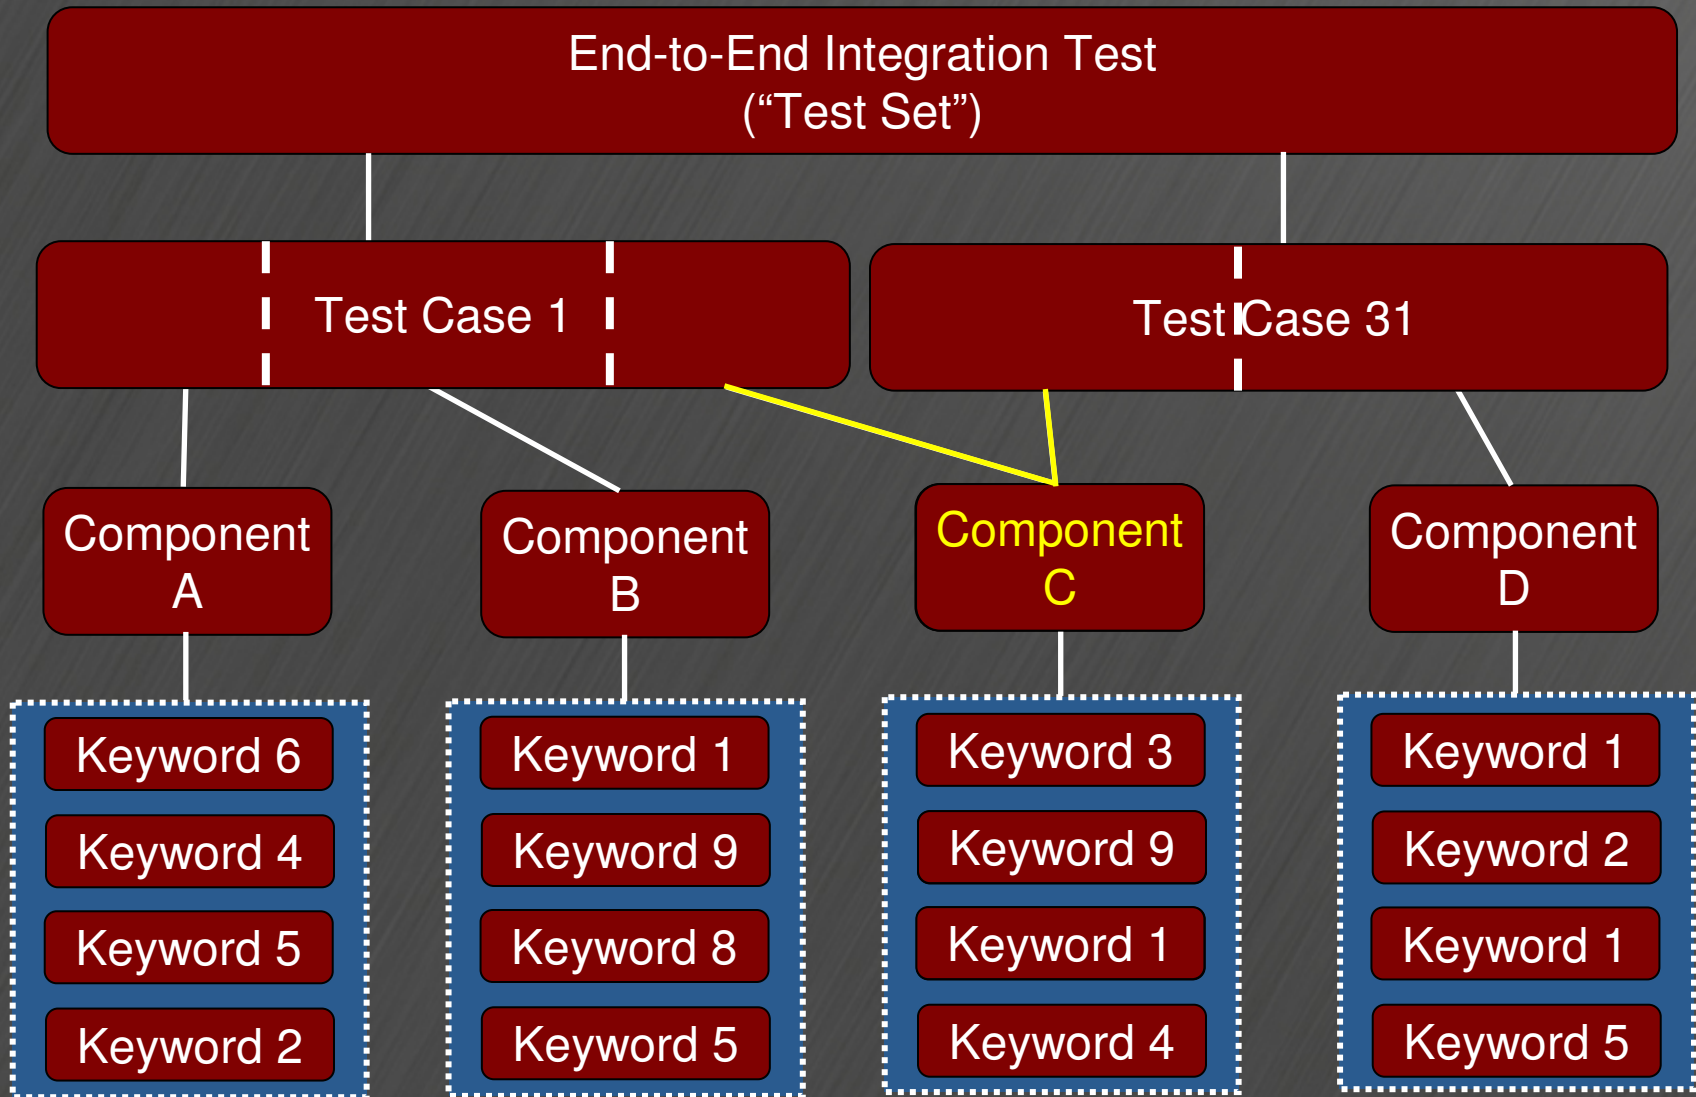 End-to-End Integration Test
(“Test Set”)
Test Case 1
Test Case 31
Component
A
Component
B
Component
C
Component
D
Keyword 6
Keyword 4
Keyword 5
Keyword 2
Keyword 1
Keyword 9
Keyword 8
Keyword 5
Keyword 3
Keyword 9
Keyword 1
Keyword 4
Keyword 1
Keyword 2
Keyword 1
Keyword 5